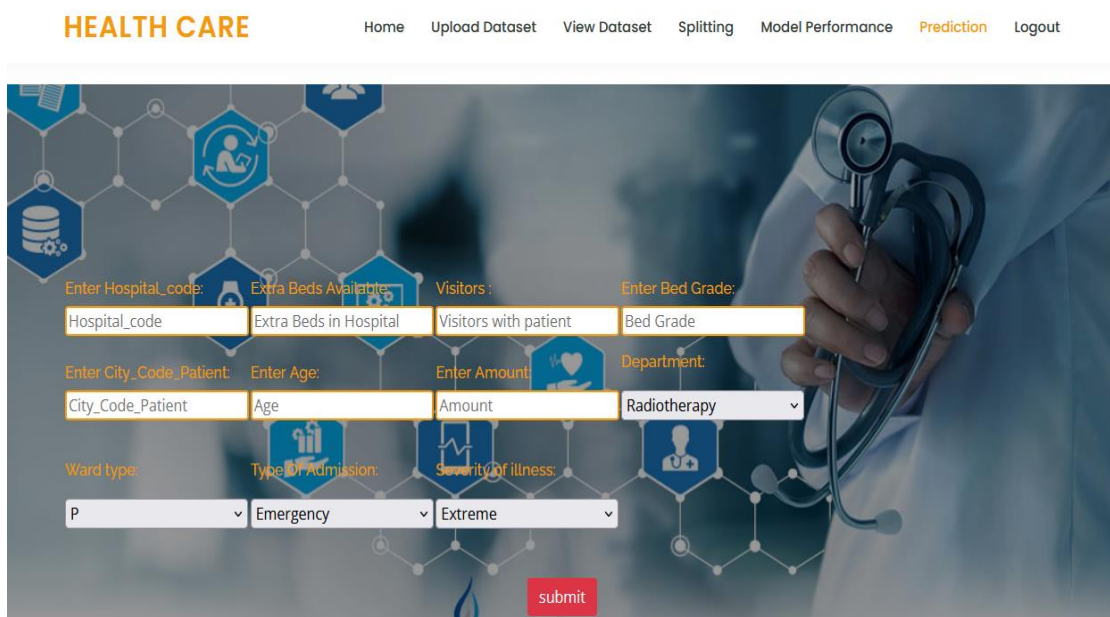 HEALTH CARE Home Upload Dataset View Dataset Splitting Model Performance Prediction Logout
Enter Hospital_code: Extra Beds Available: Visitors : Enter Bed Grade:
Hospital_code Extra Beds in Hospital Visitors with patient Bed Grade
Enter City_Code_Patient: Enter Age: Enter Amount: Department:
City_Code_Patient Age Amount Radiotherapy
Ward type: Type Of Admission: Severity of illness:
P Emergency Extreme
submit